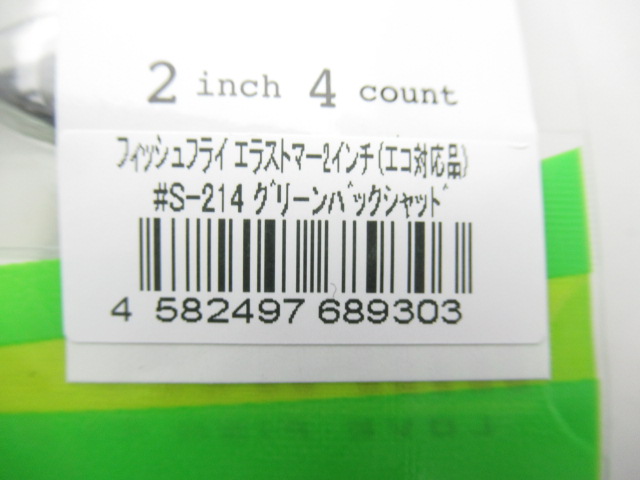 2 inch 4 count
フィッシュフライ エラストマー2インチ(エコ対応品)
#S-214 グリーンバックシャッド
4 582497 689303